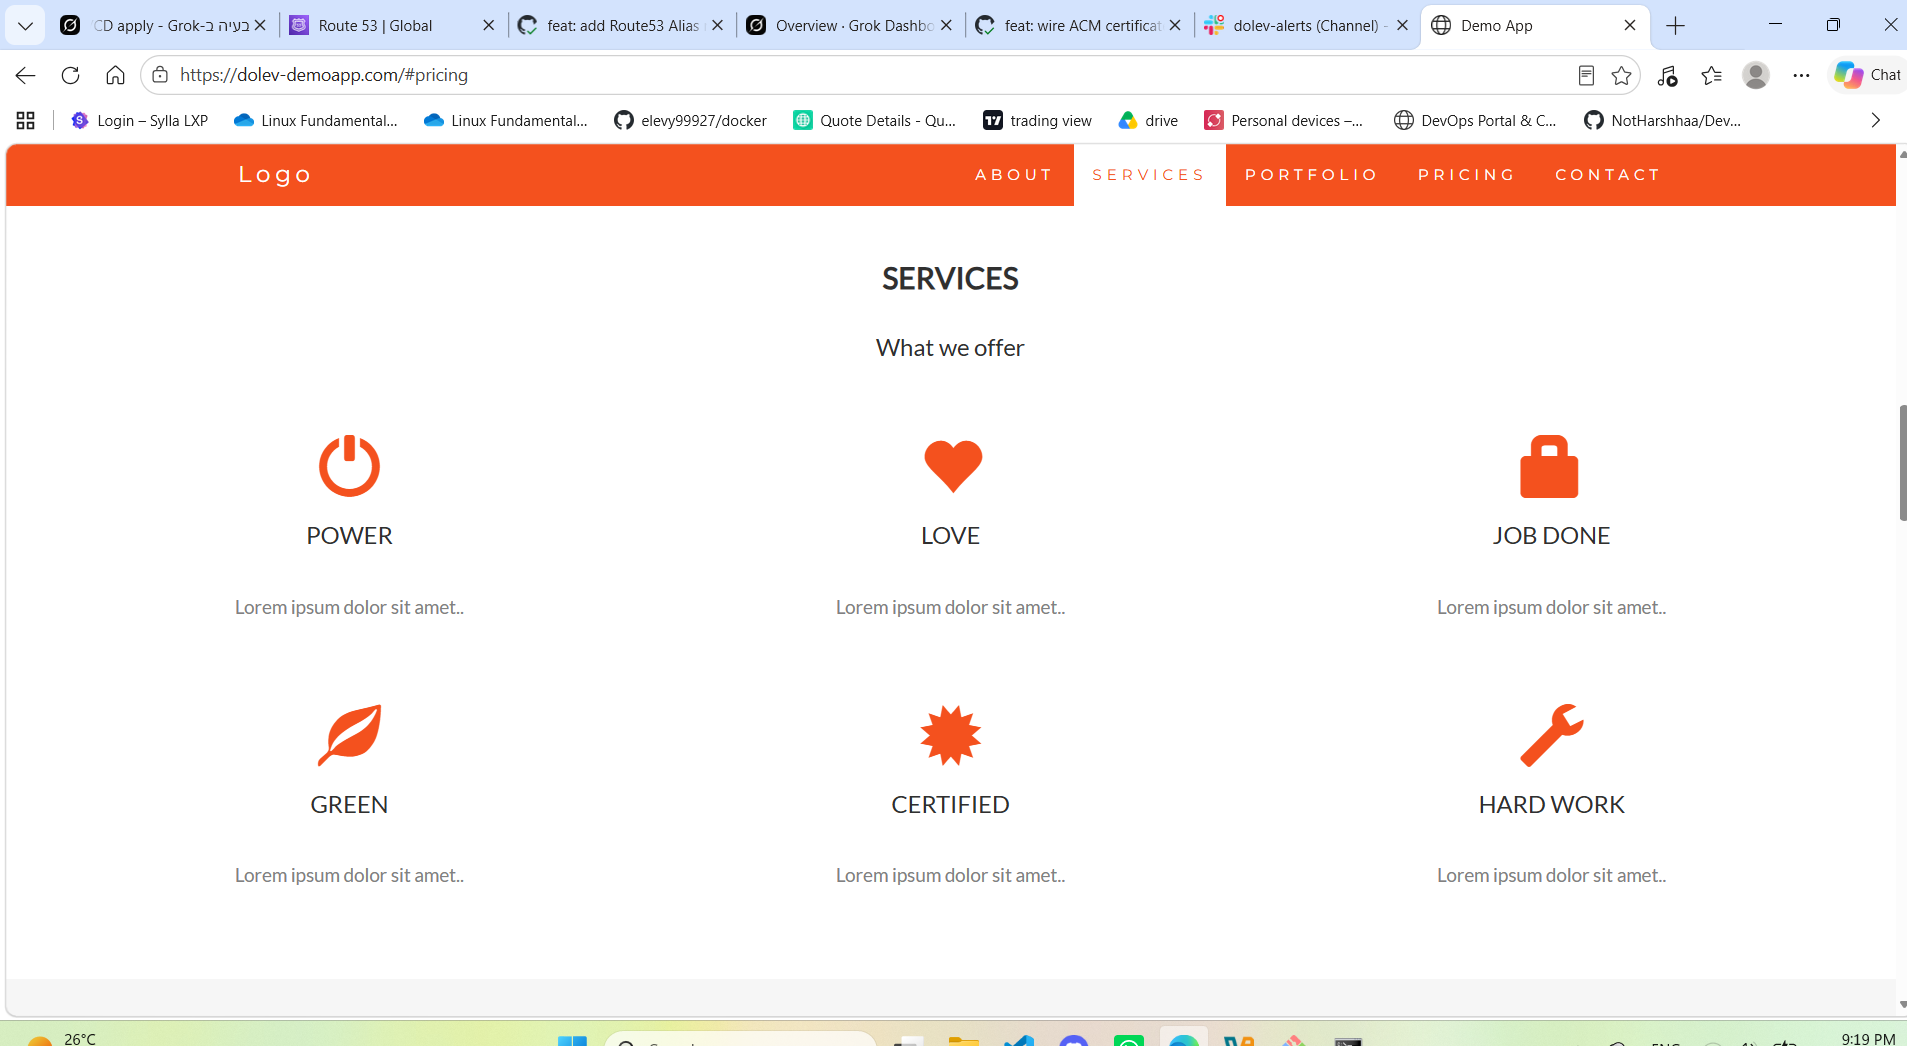 CD apply - Grok-בעיה ב
Route 53 | Global
feat: add Route53 Alias
Overview · Grok Dashbo
feat: wire ACM certificat
dolev-alerts (Channel) -
Demo App
https://dolev-demoapp.com/#pricing
Chat
Login – Sylla LXP
Linux Fundamental...
Linux Fundamental...
elevy99927/docker
Quote Details - Qu...
trading view
drive
Personal devices –...
DevOps Portal & C...
NotHarshhaa/Dev...
Logo
ABOUT
SERVICES
PORTFOLIO
PRICING
CONTACT
SERVICES
What we offer
POWER
LOVE
JOB DONE
Lorem ipsum dolor sit amet..
Lorem ipsum dolor sit amet..
Lorem ipsum dolor sit amet..
GREEN
CERTIFIED
HARD WORK
Lorem ipsum dolor sit amet..
Lorem ipsum dolor sit amet..
Lorem ipsum dolor sit amet..
26°C
9:19 PM